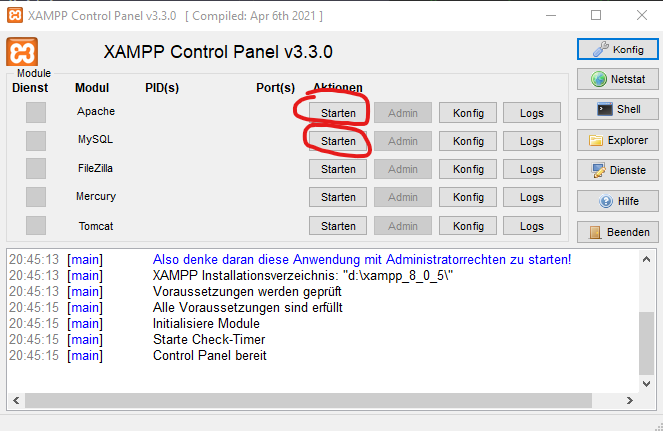 XAMPP Control Panel v3.3.0 [ Compiled: Apr 6th 2021 ]
XAMPP Control Panel v3.3.0
Konfig
Module
Dienst Modul PID(s) Port(s) Aktionen
Netstat
Apache Starten Admin Konfig Logs
Shell
MySQL Starten Admin Konfig Logs
Explorer
FileZilla Starten Admin Konfig Logs
Dienste
Mercury Starten Admin Konfig Logs
Hilfe
Tomcat Starten Admin Konfig Logs
Beenden
20:45:13 [main] Also denke daran diese Anwendung mit Administratorrechten zu starten!
20:45:13 [main] XAMPP Installationsverzeichnis: "d:\xampp_8_0_5\"
20:45:13 [main] Voraussetzungen werden geprüft
20:45:15 [main] Alle Voraussetzungen sind erfüllt
20:45:15 [main] Initialisiere Module
20:45:15 [main] Starte Check-Timer
20:45:15 [main] Control Panel bereit